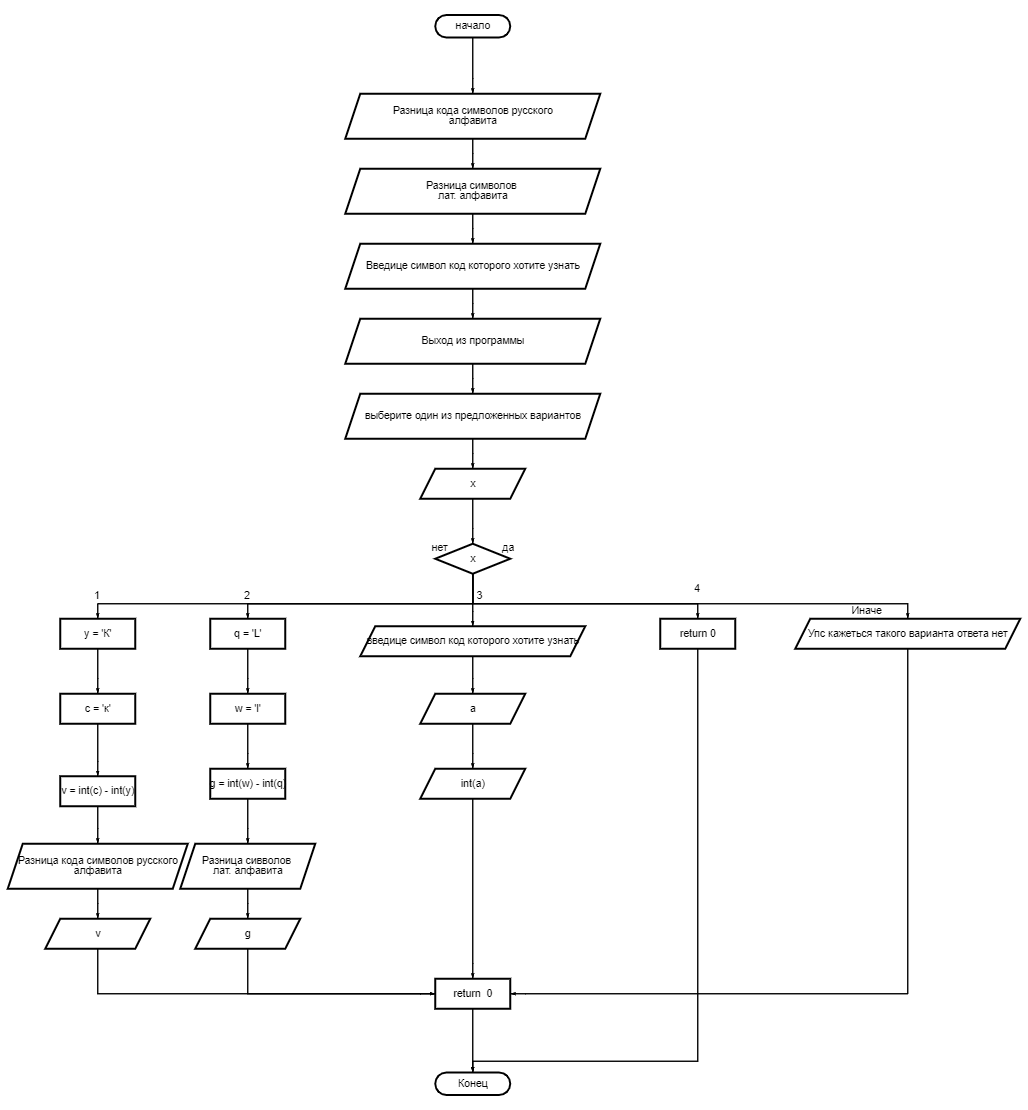 начало
Разница кода символов русского
алфавита
Разница символов
лат. алфавита
Введице символ код которого хотите узнать
Выход из программы
выберите один из предложенных вариантов
x
нет
да
x
1
2
3
4
Иначе
y = 'К'
q = 'L'
введице символ код которого хотите узнать
return 0
Упс кажеться такого варианта ответа нет
c = 'к'
w = 'l'
a
v = int(c) - int(y)
g = int(w) - int(q)
int(a)
Разница кода символов русского
алфавита
Разница сивволов
лат. алфавита
v
g
return 0
Конец